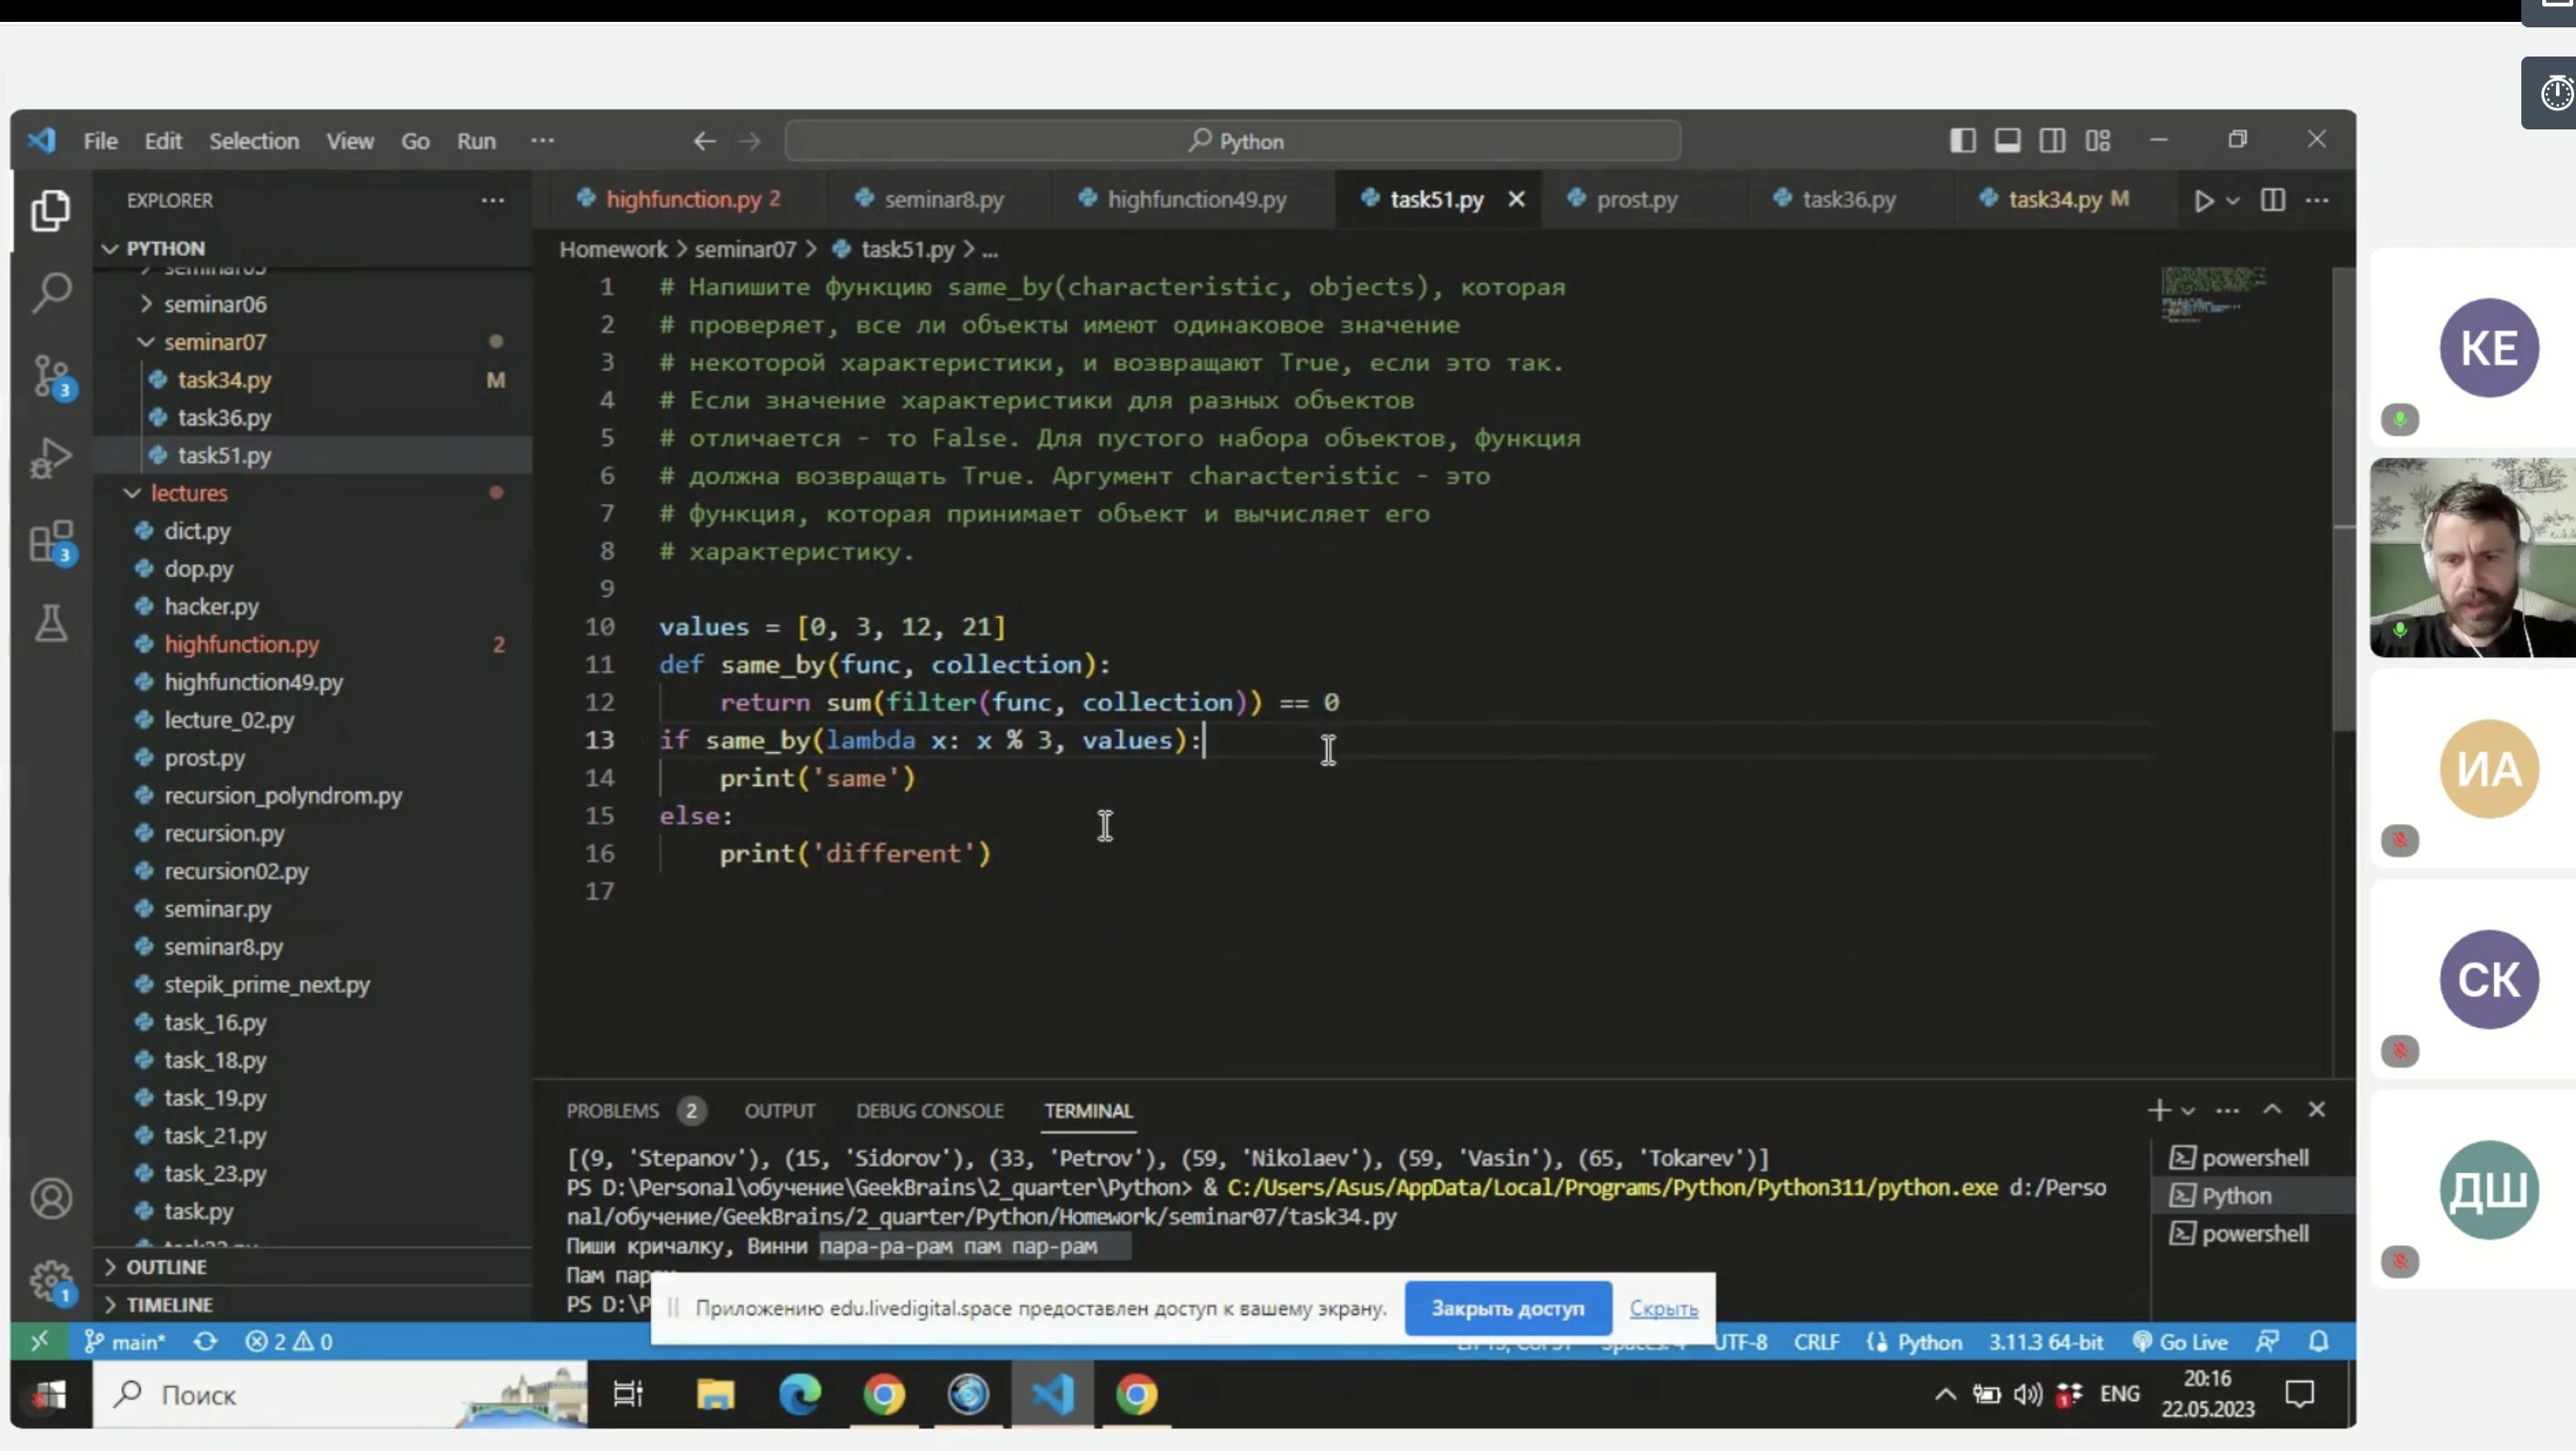 File Edit Selection View Go Run ...
Python
EXPLORER ...
highfunction.py 2 seminar8.py highfunction49.py task51.py prost.py task36.py task34.py M
PYTHON
Homework > seminar07 > task51.py > ...
seminar05
seminar06
seminar07
task34.py M
task36.py
task51.py
lectures
dict.py
dop.py
hacker.py
highfunction.py 2
highfunction49.py
lecture_02.py
prost.py
recursion_polyndrom.py
recursion.py
recursion02.py
seminar.py
seminar8.py
stepik_prime_next.py
task_16.py
task_18.py
task_19.py
task_21.py
task_23.py
task.py
OUTLINE
TIMELINE
3
3
1
1 # Напишите функцию same_by(characteristic, objects), которая
2 # проверяет, все ли объекты имеют одинаковое значение
3 # некоторой характеристики, и возвращают True, если это так.
4 # Если значение характеристики для разных объектов
5 # отличается - то False. Для пустого набора объектов, функция
6 # должна возвращать True. Аргумент characteristic - это
7 # функция, которая принимает объект и вычисляет его
8 # характеристику.
9
10 values = [0, 3, 12, 21]
11 def same_by(func, collection):
12 return sum(filter(func, collection)) == 0
13 if same_by(lambda x: x % 3, values):
14 print('same')
15 else:
16 print('different')
17
PROBLEMS 2 OUTPUT DEBUG CONSOLE TERMINAL
[(9, 'Stepanov'), (15, 'Sidorov'), (33, 'Petrov'), (59, 'Nikolaev'), (59, 'Vasin'), (65, 'Tokarev')]
PS D:\Personal\обучение\GeekBrains\2_quarter\Python> & C:/Users/Asus/AppData/Local/Programs/Python/Python311/python.exe d:/Perso
nal/обучение/GeekBrains/2_quarter/Python/Homework/seminar07/task34.py
Пиши кричалку, Винни пара-ра-рам пам пар-рам
Пам
PS D:\P
powershell
Python
powershell
Приложению edu.livedigital.space предоставлен доступ к вашему экрану. Закрыть доступ Скрыть
main* 2 0 UTF-8 CRLF Python 3.11.3 64-bit Go Live
Поиск
ENG 20:16
22.05.2023
КЕ
ИА
СК
ДШ